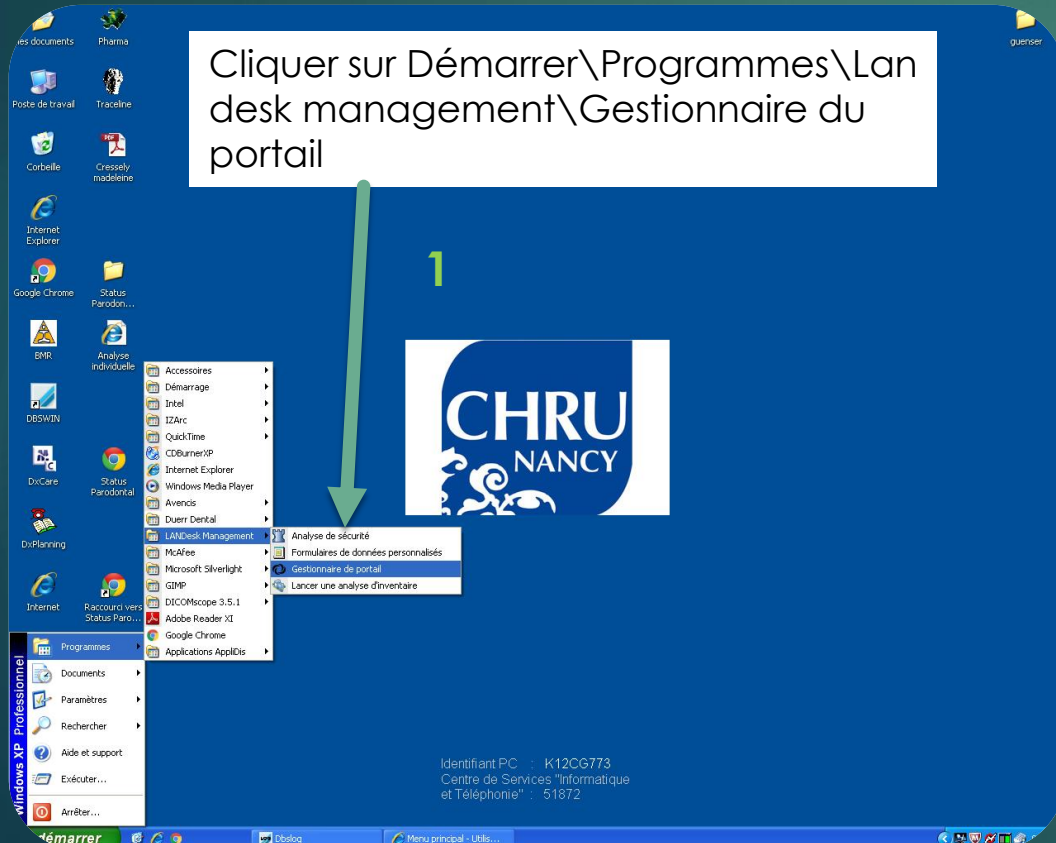 es documents
Pharma
guenser
Cliquer sur Démarrer\Programmes\Lan
desk management\Gestionnaire du
portail
Poste de travail
Traceline
Corbeille
PDF
Cressely
madeleine
Internet
Explorer
1
Google Chrome
Status
Parodon...
BMR
Analyse
individuelle
DBSWIN
DxCare
Status
Parodontal
DxPlanning
Internet
Raccourci vers
Status Paro...
CHRU
NANCY
Accessoires
Démarrage
Intel
IZArc
QuickTime
CDBurnerXP
Internet Explorer
Windows Media Player
Avencis
Duerr Dental
LANDesk Management
McAfee
Microsoft Silverlight
GIMP
DICOMscope 3.5.1
Adobe Reader XI
Google Chrome
Applications AppliDis
Analyse de sécurité
Formulaires de données personnalisés
Gestionnaire de portail
Lancer une analyse d'inventaire
Windows XP Professionnel
Programmes
Documents
Paramètres
Rechercher
Aide et support
Exécuter...
Arrêter...
Identifiant PC : K12CG773
Centre de Services "Informatique
et Téléphonie" : 51872
démarrer
Dbslog
Menu principal - Utilis...